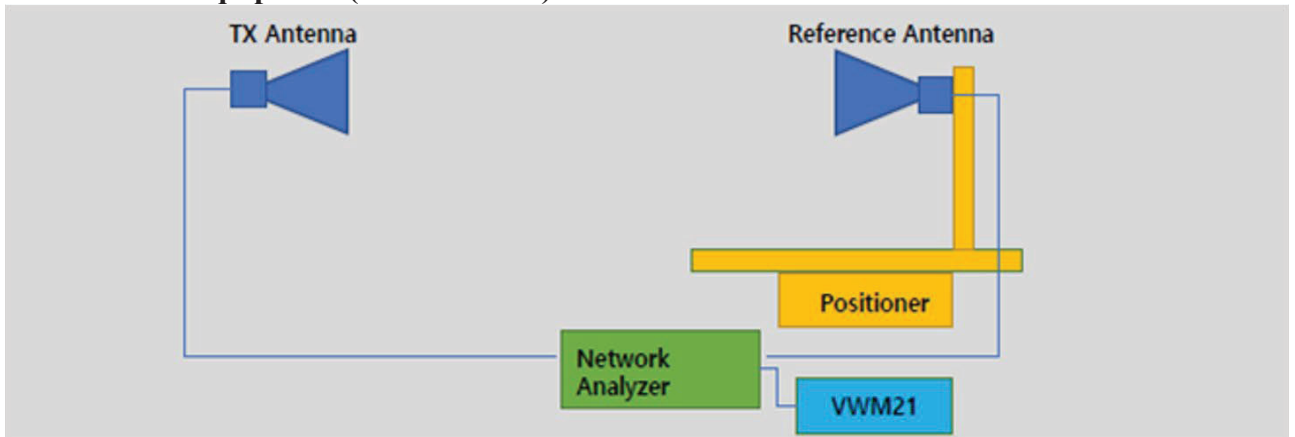 TX Antenna
Reference Antenna
Positioner
Network
Analyzer
VWM21